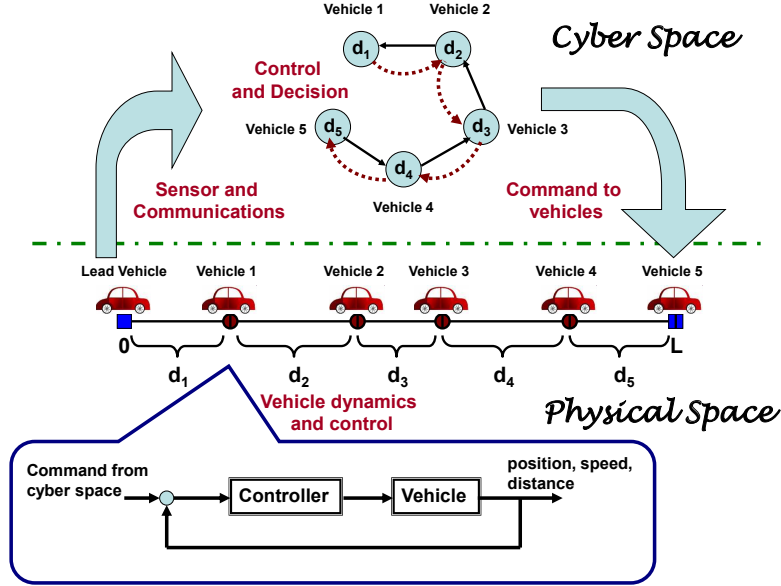 Vehicle 1
Vehicle 2
Cyber Space
d1
d2
Control
and Decision
Vehicle 5
d5
d3
Vehicle 3
d4
Sensor and
Communications
Command to
vehicles
Vehicle 4
Lead Vehicle
Vehicle 1
Vehicle 2
Vehicle 3
Vehicle 4
Vehicle 5
0
L
d1
d2
d3
d4
d5
Vehicle dynamics
and control
Physical Space
Command from
cyber space
Controller
Vehicle
position, speed,
distance